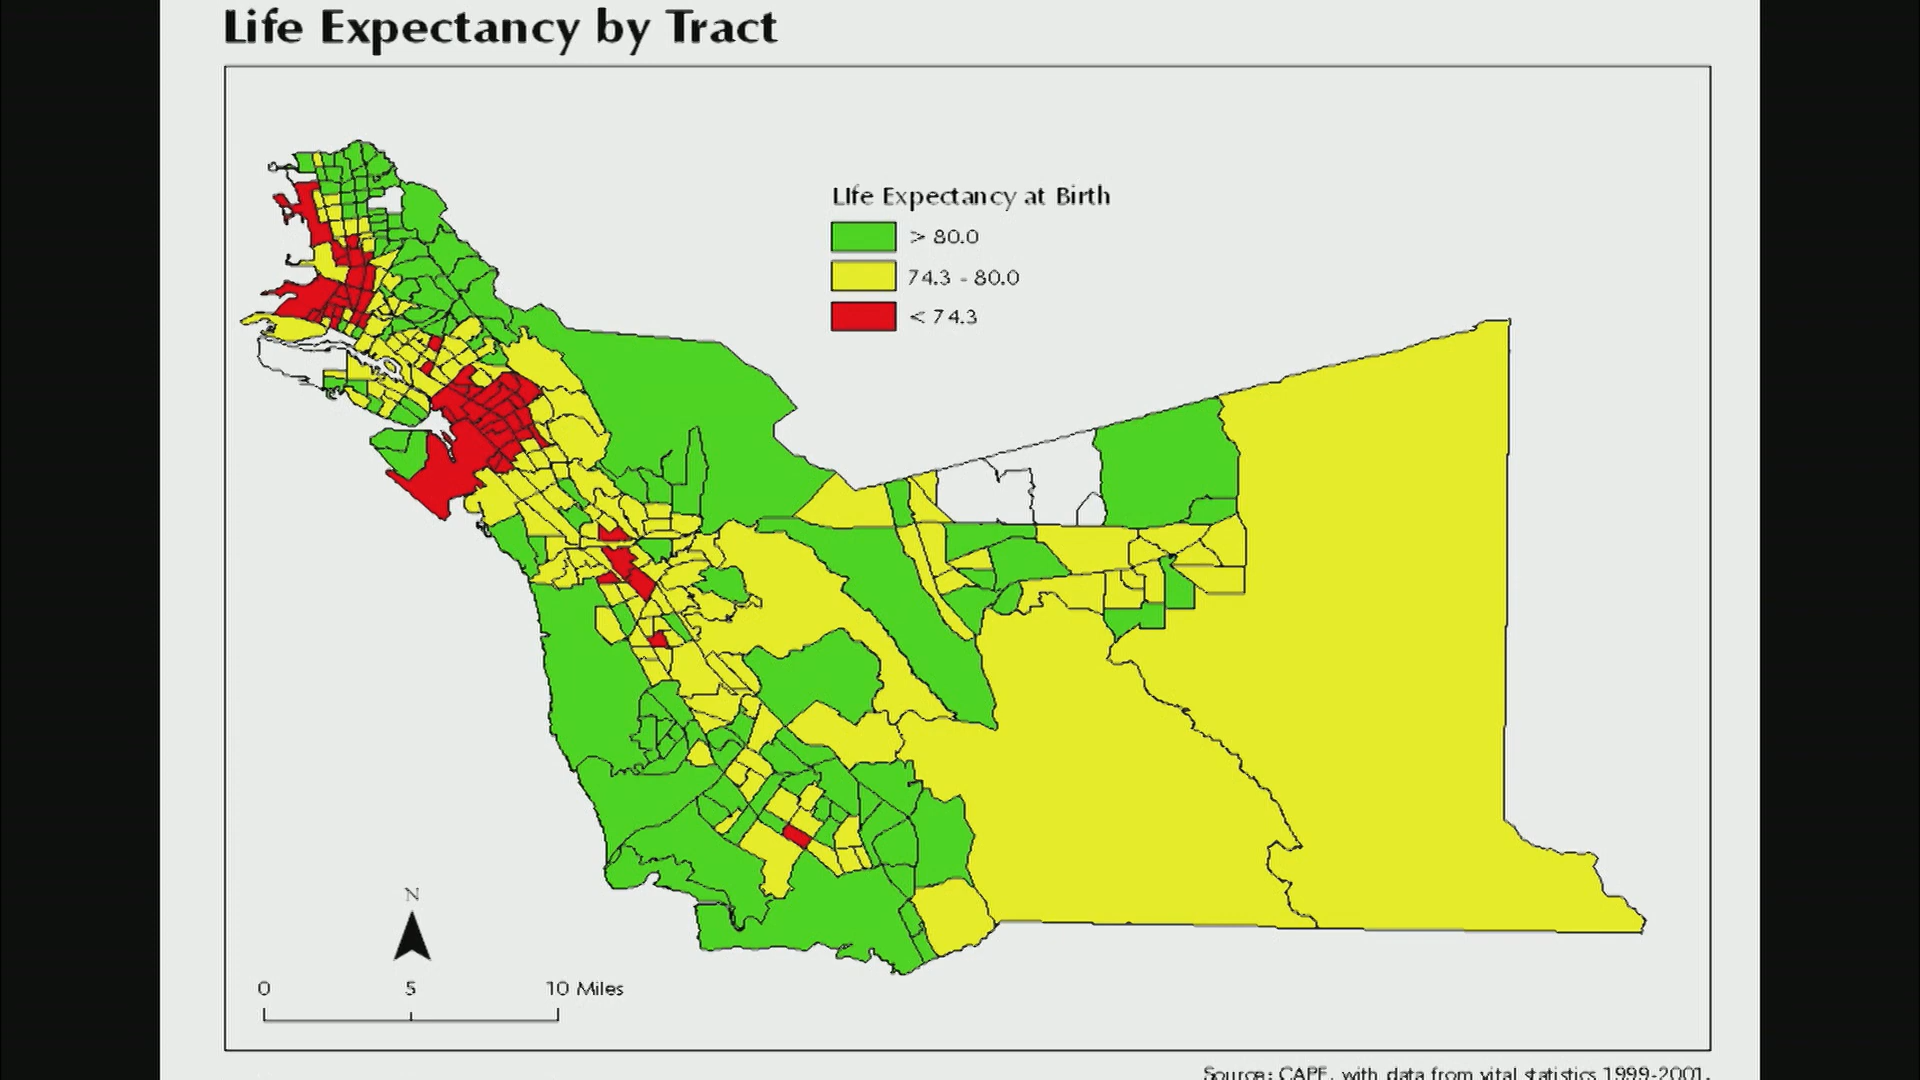 Life Expectancy by Tract
LIfe Expectancy at Birth
> 80.0
74.3 - 80.0
< 74.3
N
0 5 10 Miles
Source: CAPE, with data from vital statistics 1999-2001.